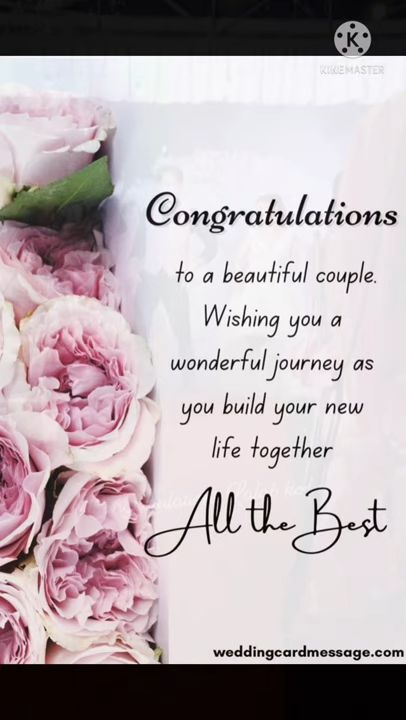 KINEMASTER
Congratulations
to a beautiful couple.
Wishing you a
wonderful journey as
you build your new
life together
All the Best
weddingcardmessage.com